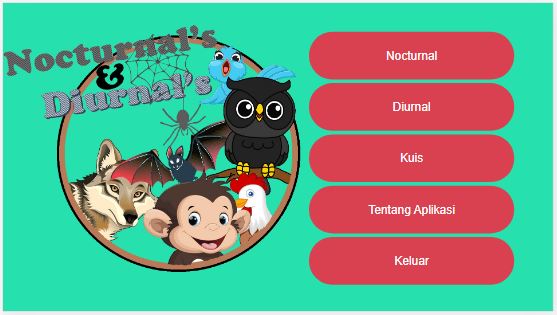 Nocturnal's
&
Diurnal's
Nocturnal
Diurnal
Kuis
Tentang Aplikasi
Keluar